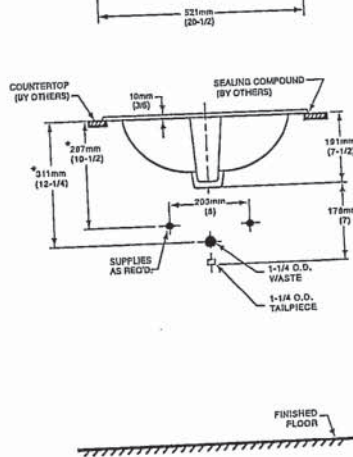 521mm
(20-1/2)
COUNTERTOP
(BY OTHERS)
10mm
(3/8)
SEALING COMPOUND
(BY OTHERS)
*
267mm
(10-1/2)
*
311mm
(12-1/4)
191mm
(7-1/2)
203mm
(8)
178mm
(7)
SUPPLIES
AS REQ'D.
1-1/4 O.D.
WASTE
1-1/4 O.D.
TAILPIECE
FINISHED
FLOOR